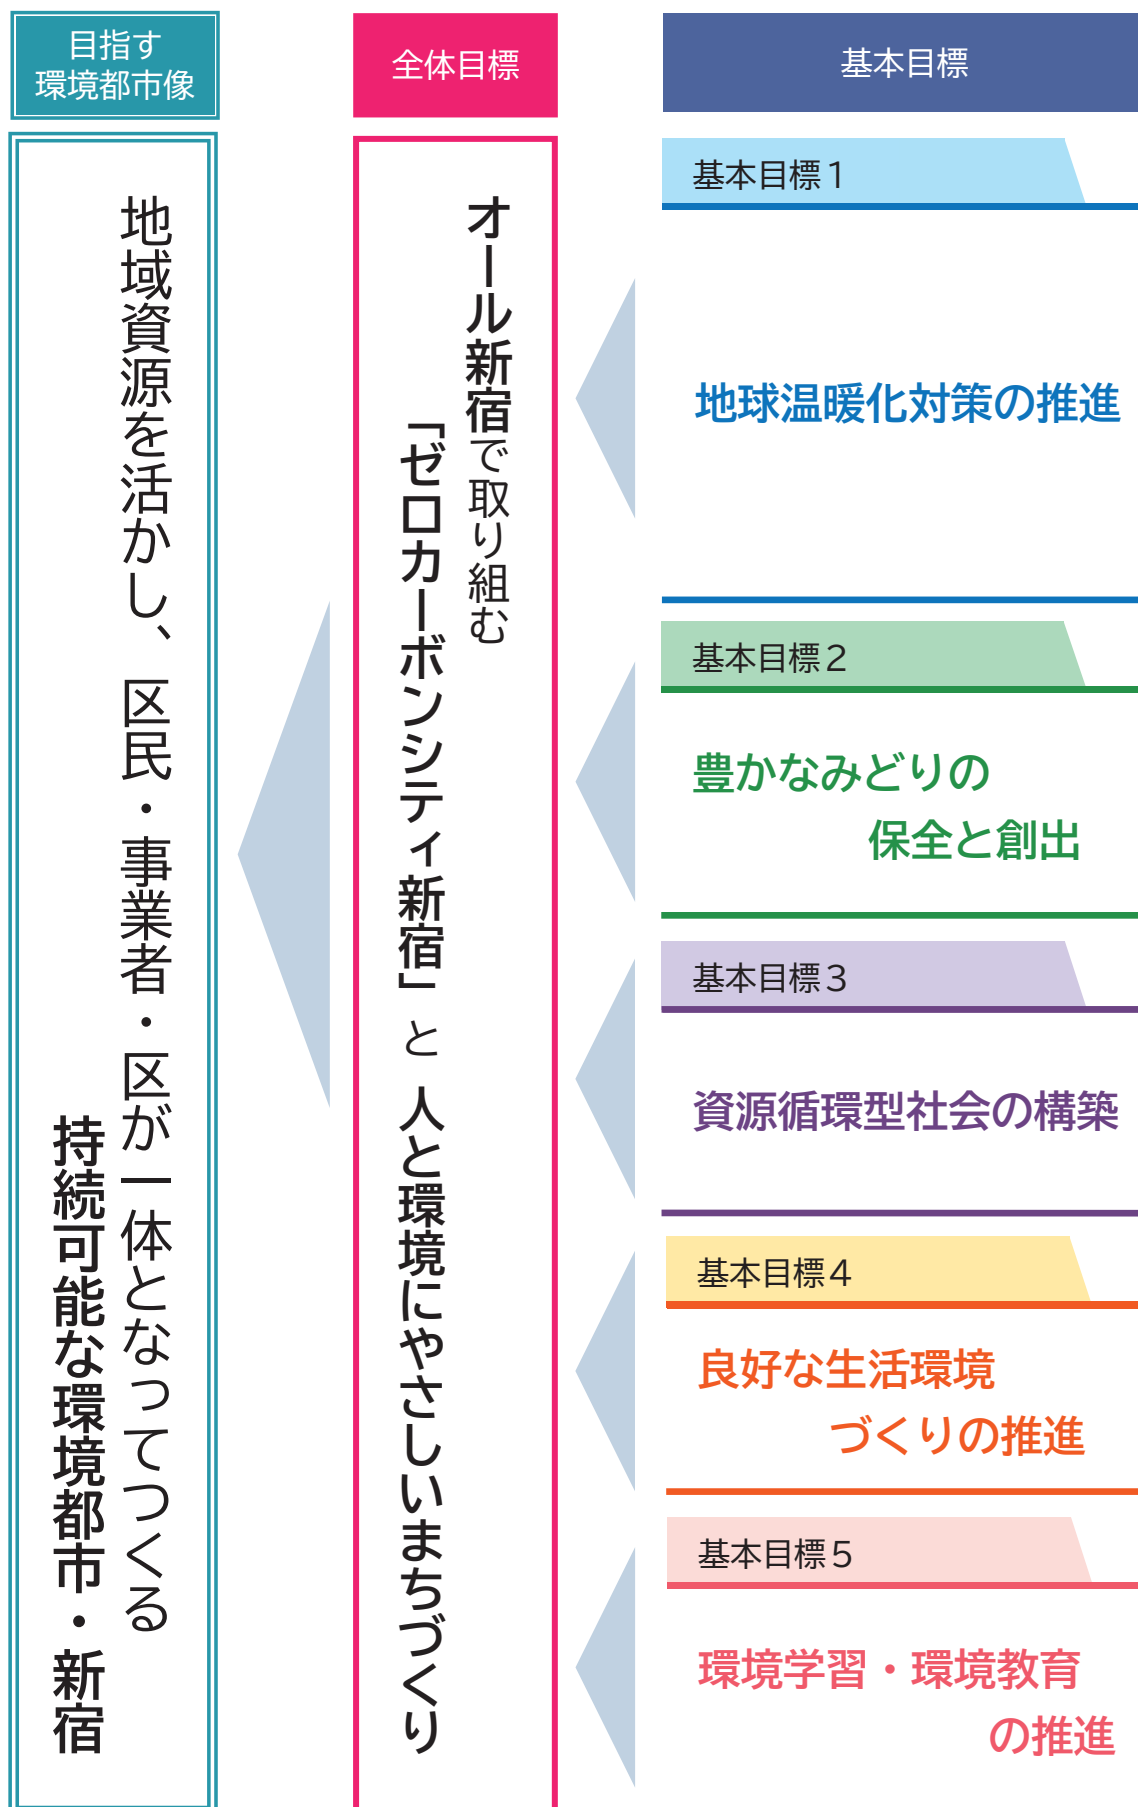 目指す
環境都市像
地域資源を活かし、区民・事業者・区が一体となってつくる
持続可能な環境都市・新宿
全体目標
オール新宿で取り組む
「ゼロカーボンシティ新宿」と 人と環境にやさしいまちづくり
基本目標
基本目標１
地球温暖化対策の推進
基本目標２
豊かなみどりの
保全と創出
基本目標３
資源循環型社会の構築
基本目標４
良好な生活環境
づくりの推進
基本目標５
環境学習・環境教育
の推進